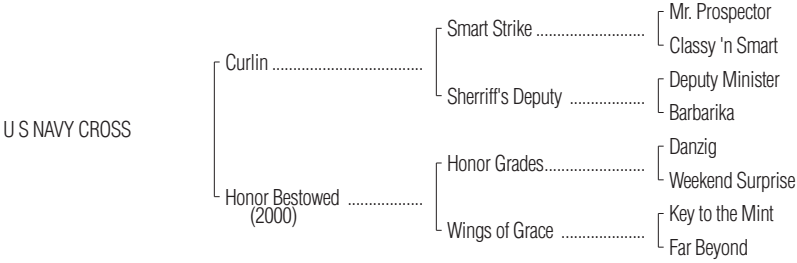 Mr. Prospector
Smart Strike ........................
Classy 'n Smart
Curlin .................................
Deputy Minister
Sherriff's Deputy .................
Barbarika
U S NAVY CROSS
Danzig
Honor Grades.......................
Weekend Surprise
Honor Bestowed .................
(2000)
Key to the Mint
Wings of Grace ...................
Far Beyond